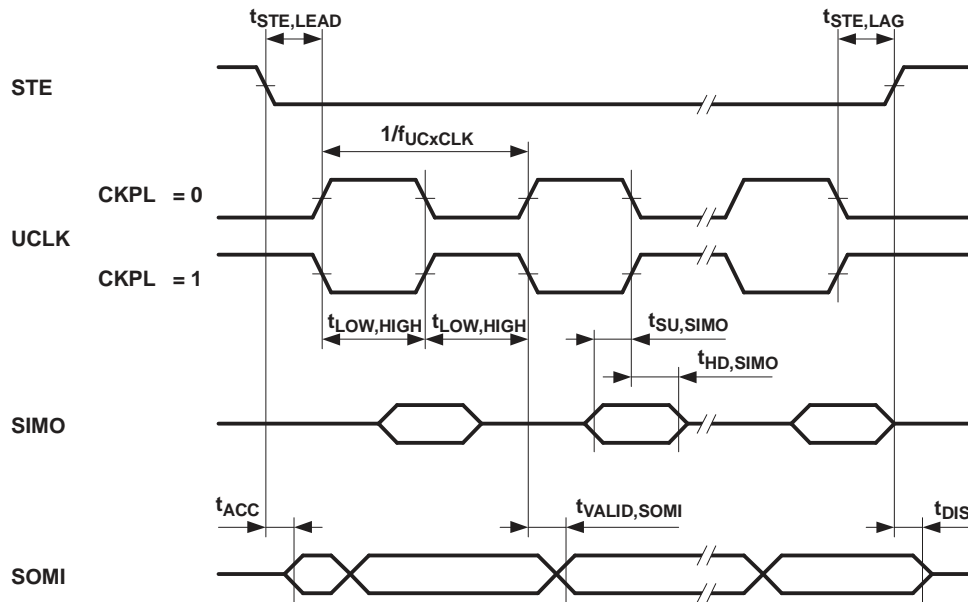 tSTE,LEAD
tSTE,LAG
STE
1/fUCxCLK
CKPL = 0
UCLK
CKPL = 1
tLOW,HIGH tLOW,HIGH
tSU,SIMO
tHD,SIMO
SIMO
tACC
tVALID,SOMI
tDIS
SOMI